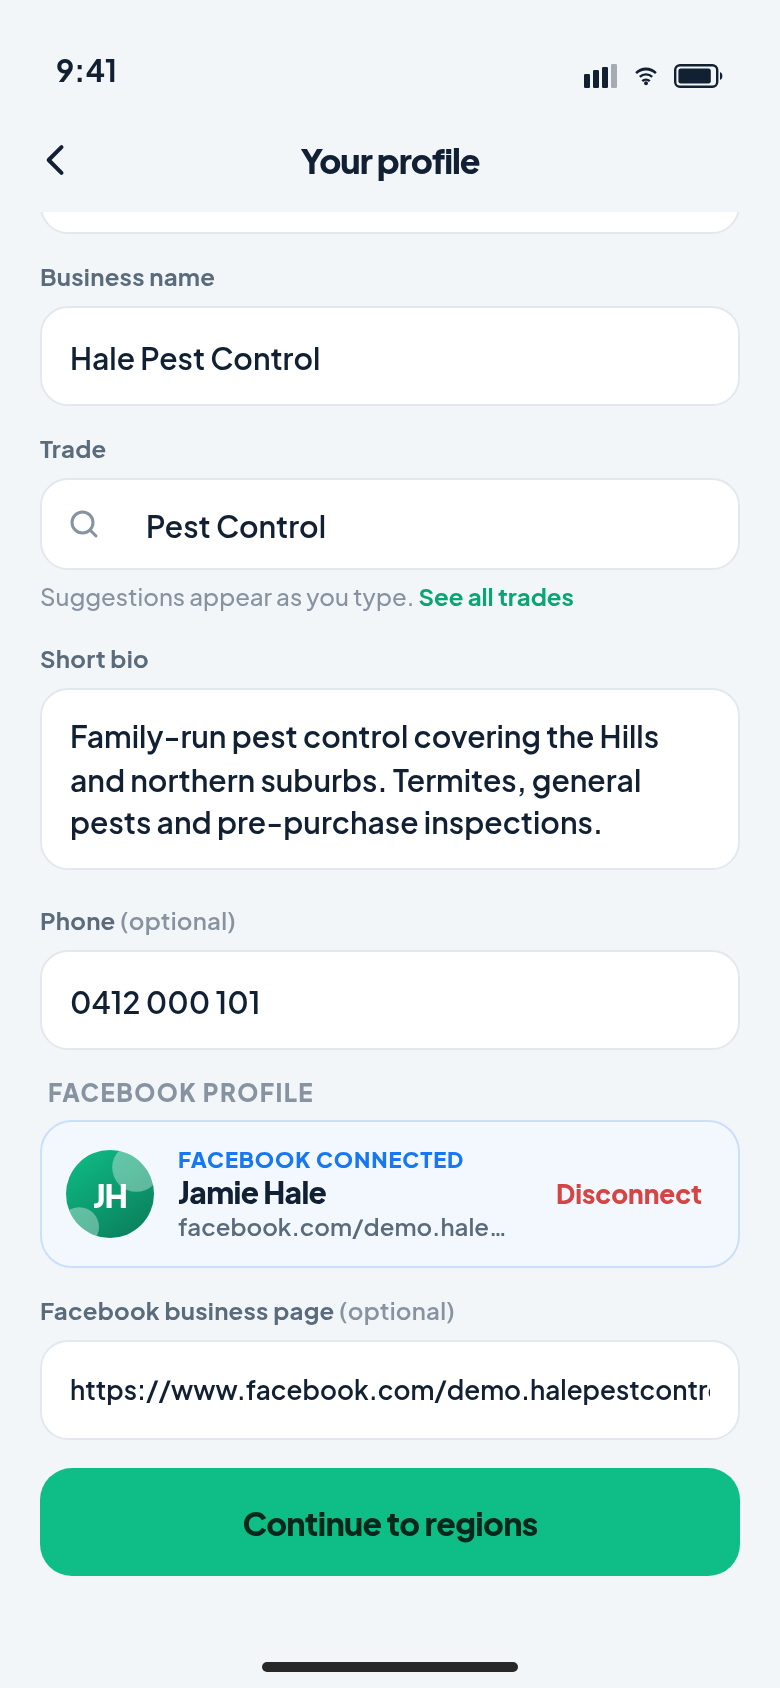 9:41
Your profile
Business name
Hale Pest Control
Trade
Pest Control
Suggestions appear as you type. See all trades
Short bio
Family-run pest control covering the Hills
and northern suburbs. Termites, general
pests and pre-purchase inspections.
Phone (optional)
0412 000 101
FACEBOOK PROFILE
JH
FACEBOOK CONNECTED
Jamie Hale
facebook.com/demo.hale...
Disconnect
Facebook business page (optional)
https://www.facebook.com/demo.halepestcontr
Continue to regions